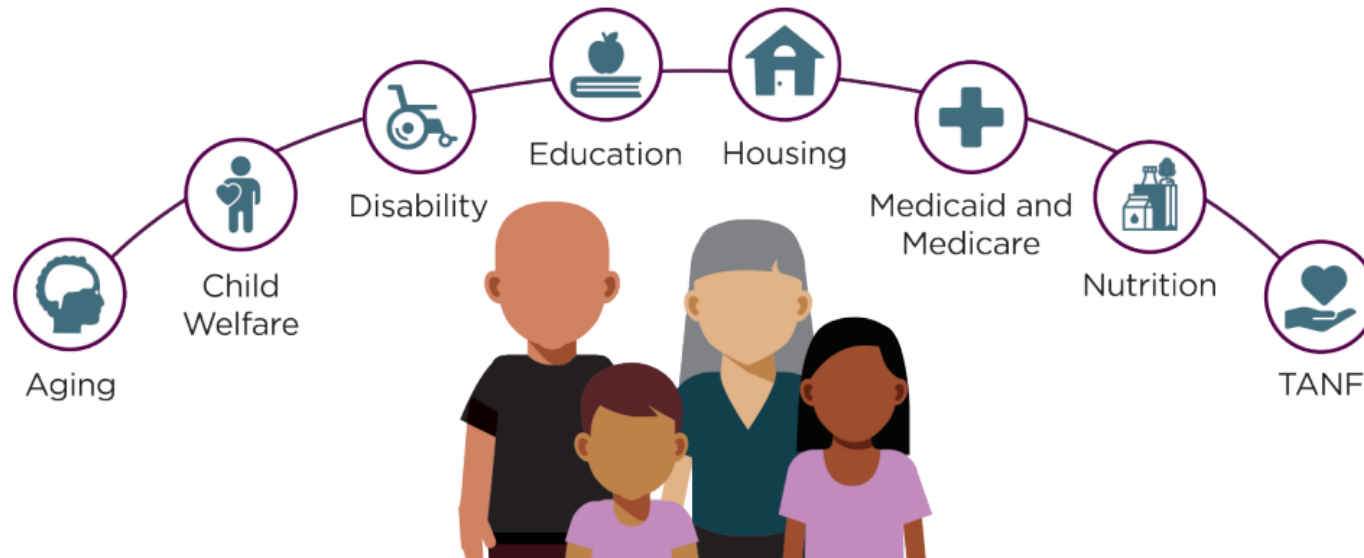 Aging
Child
Welfare
Disability
Education
Housing
Medicaid and
Medicare
Nutrition
TANF